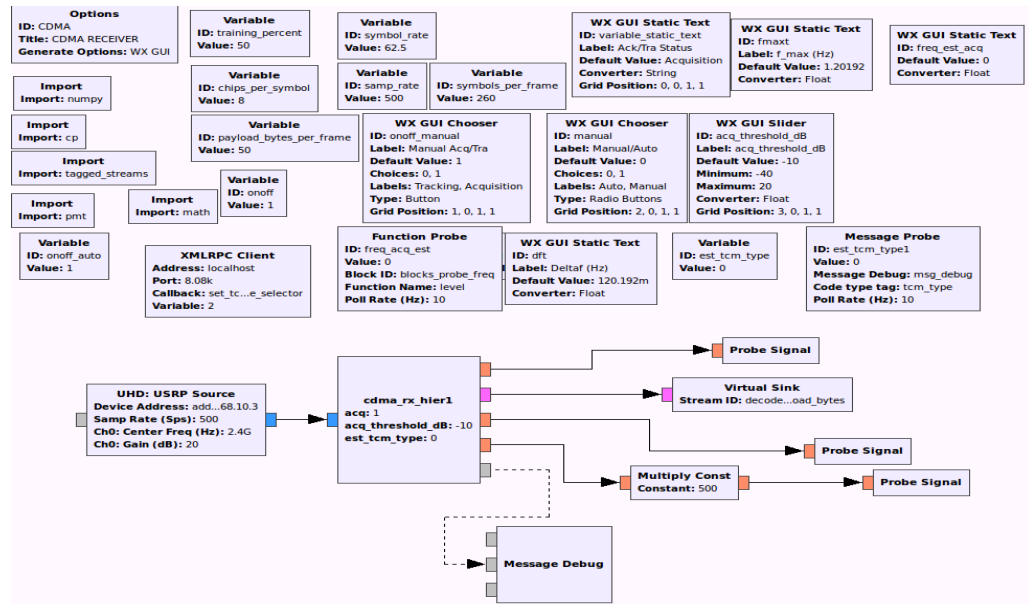 Options
ID: CDMA
Title: CDMA RECEIVER
Generate Options: WX GUI
Variable
ID: training_percent
Value: 50
Variable
ID: symbol_rate
Value: 62.5
WX GUI Static Text
ID: variable_static_text
Label: Ack/Tra Status
Default Value: Acquisition
Converter: String
Grid Position: 0, 0, 1, 1
WX GUI Static Text
ID: fmaxt
Label: f_max (Hz)
Default Value: 1.20192
Converter: Float
WX GUI Static Text
ID: freq_est_acq
Default Value: 0
Converter: Float
Import
Import: numpy
Variable
ID: chips_per_symbol
Value: 8
Variable
ID: samp_rate
Value: 500
Variable
ID: symbols_per_frame
Value: 260
Import
Import: cp
Variable
ID: payload_bytes_per_frame
Value: 50
WX GUI Chooser
ID: onoff_manual
Label: Manual Acq/Tra
Default Value: 1
Choices: 0, 1
Labels: Tracking, Acquisition
Type: Button
Grid Position: 1, 0, 1, 1
WX GUI Chooser
ID: manual
Label: Manual/Auto
Default Value: 0
Choices: 0, 1
Labels: Auto, Manual
Type: Radio Buttons
Grid Position: 2, 0, 1, 1
WX GUI Slider
ID: acq_threshold_dB
Label: acq_threshold_dB
Default Value: -10
Minimum: -40
Maximum: 20
Converter: Float
Grid Position: 3, 0, 1, 1
Import
Import: tagged_streams
Variable
ID: onoff
Value: 1
Import
Import: pmt
Import
Import: math
Variable
ID: onoff_auto
Value: 1
XMLRPC Client
Address: localhost
Port: 8.08k
Callback: set_tc...e_selector
Variable: 2
Function Probe
ID: freq_acq_est
Value: 0
Block ID: blocks_probe_freq
Function Name: level
Poll Rate (Hz): 10
WX GUI Static Text
ID: dft
Label: Deltaf (Hz)
Default Value: 120.192m
Converter: Float
Variable
ID: est_tcm_type
Value: 0
Message Probe
ID: est_tcm_type1
Value: 0
Message Debug: msg_debug
Code type tag: tcm_type
Poll Rate (Hz): 10
UHD: USRP Source
Device Address: add...68.10.3
Samp Rate (Sps): 500
Ch0: Center Freq (Hz): 2.4G
Ch0: Gain (dB): 20
cdma_rx_hier1
acq: 1
acq_threshold_dB: -10
est_tcm_type: 0
Probe Signal
Virtual Sink
Stream ID: decode...oad_bytes
Probe Signal
Multiply Const
Constant: 500
Probe Signal
Message Debug